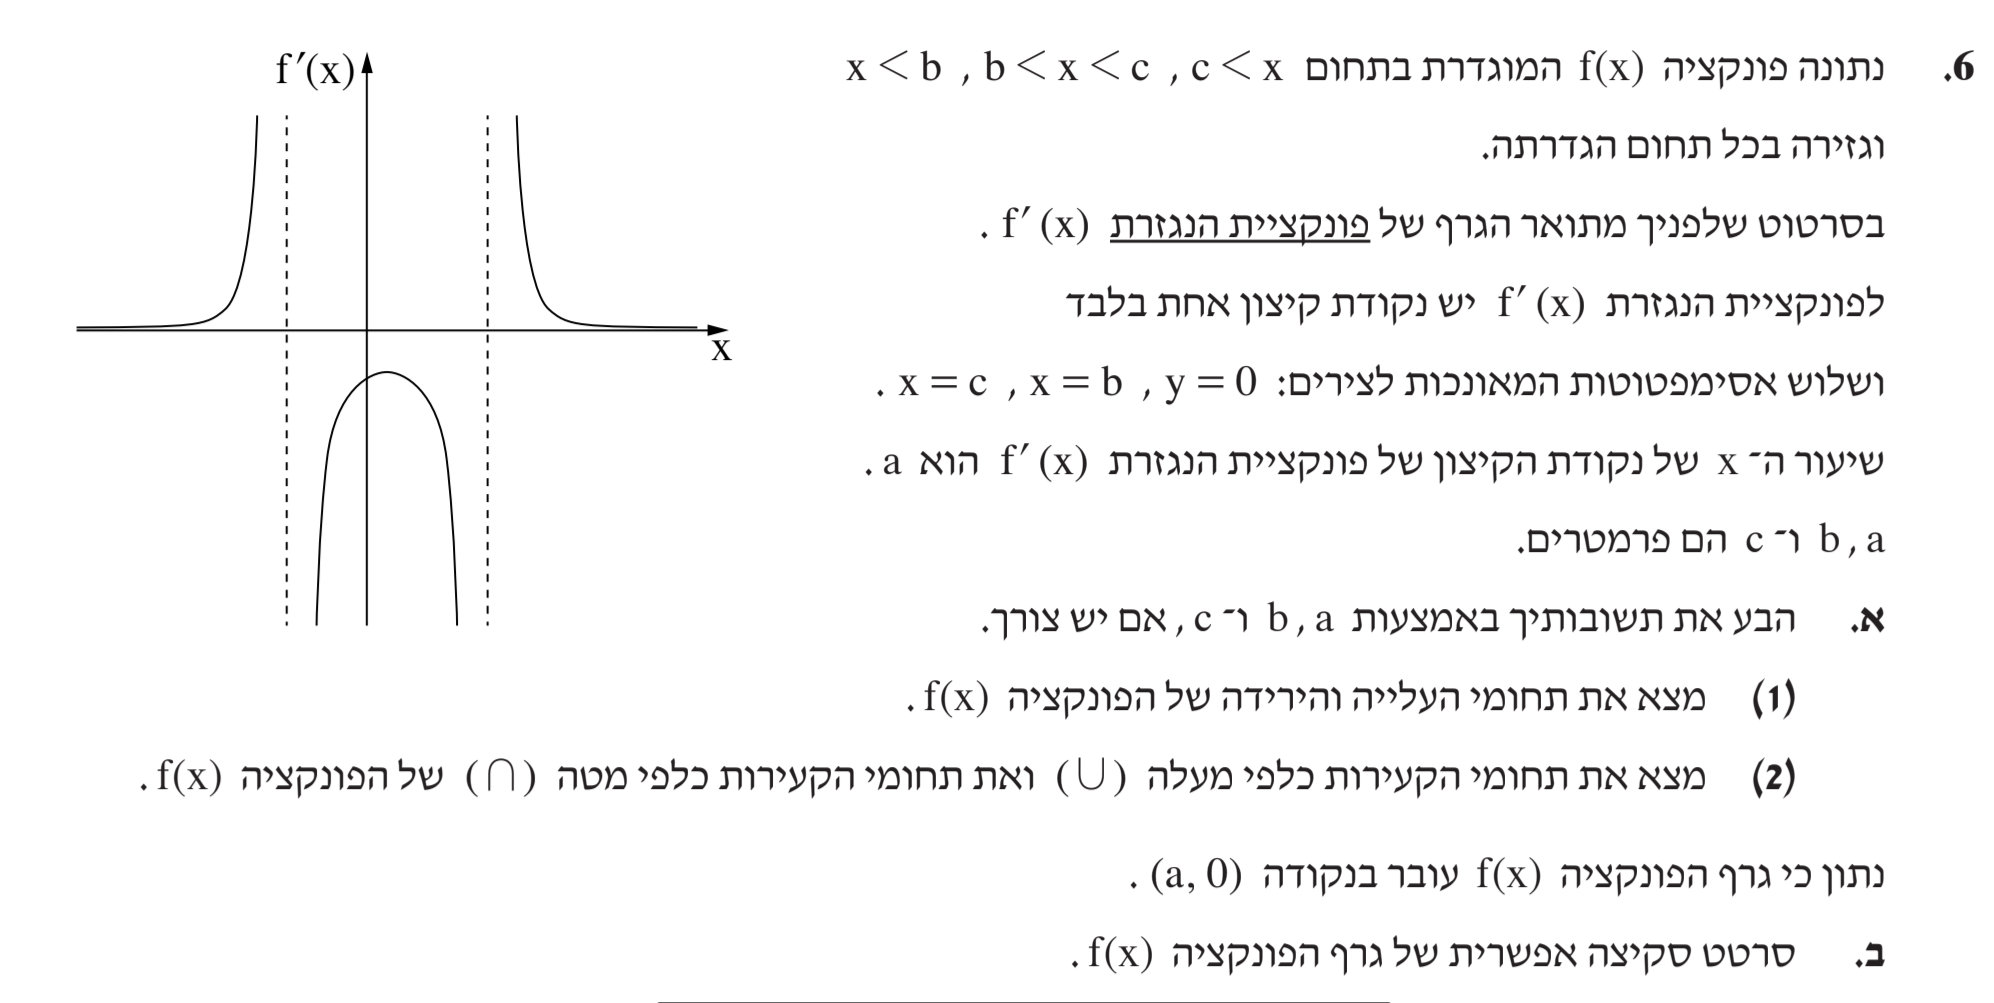 6. נתונה פונקציה f(x) המוגדרת בתחום x < b , b < x < c , c < x
וגזירה בכל תחום הגדרתה.
בסרטוט שלפניך מתואר הגרף של פונקציית הנגזרת f′(x) .
לפונקציית הנגזרת f′(x) יש נקודת קיצון אחת בלבד
ושלוש אסימפטוטות המאונכות לצירים: x = c , x = b , y = 0 .
שיעור ה־ x של נקודת הקיצון של פונקציית הנגזרת f′(x) הוא a .
b , a ו־ c הם פרמטרים.
א. הבע את תשובותיך באמצעות b , a ו־ c , אם יש צורך.
(1) מצא את תחומי העלייה והירידה של הפונקציה f(x) .
(2) מצא את תחומי הקעירות כלפי מעלה (∪) ואת תחומי הקעירות כלפי מטה (∩) של הפונקציה f(x) .
נתון כי גרף הפונקציה f(x) עובר בנקודה (a, 0) .
ב. סרטט סקיצה אפשרית של גרף הפונקציה f(x) .
f′(x)
x